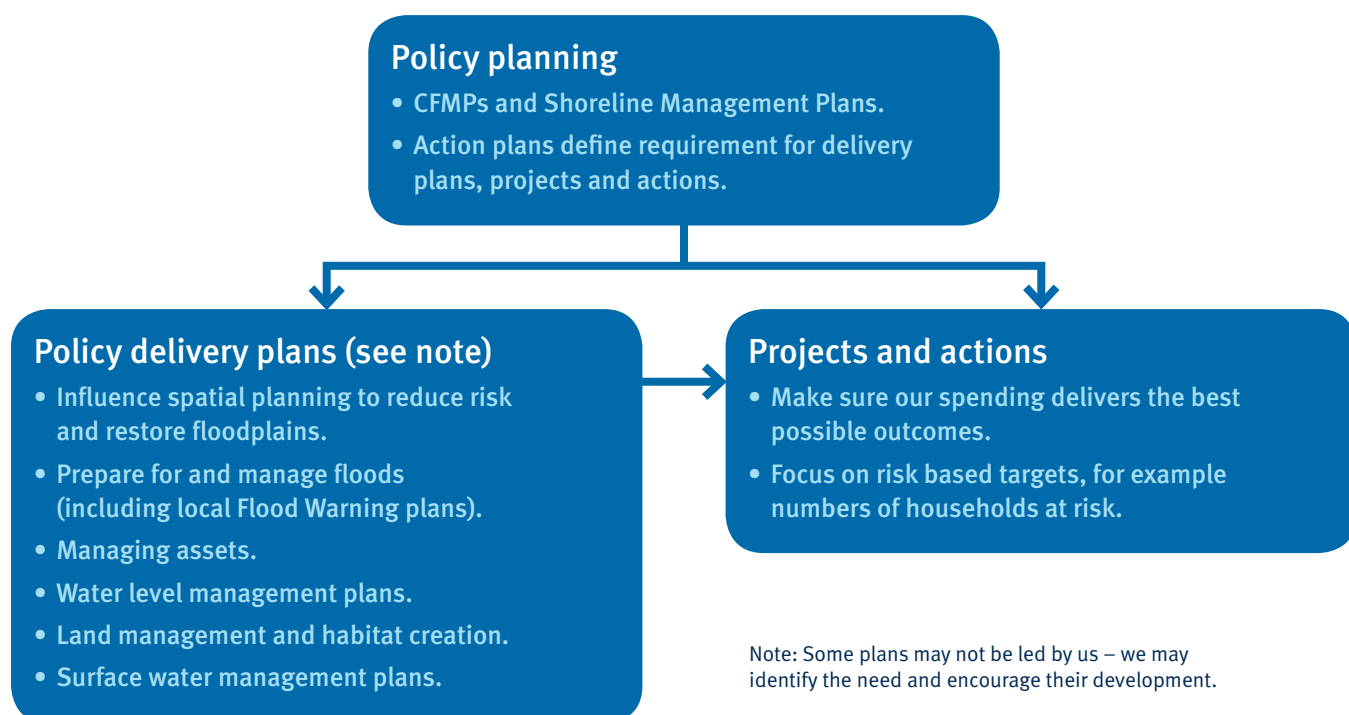 Policy planning
• CFMPs and Shoreline Management Plans.
• Action plans define requirement for delivery
plans, projects and actions.
Policy delivery plans (see note)
• Influence spatial planning to reduce risk
and restore floodplains.
• Prepare for and manage floods
(including local Flood Warning plans).
• Managing assets.
• Water level management plans.
• Land management and habitat creation.
• Surface water management plans.
Projects and actions
• Make sure our spending delivers the best
possible outcomes.
• Focus on risk based targets, for example
numbers of households at risk.
Note: Some plans may not be led by us – we may
identify the need and encourage their development.